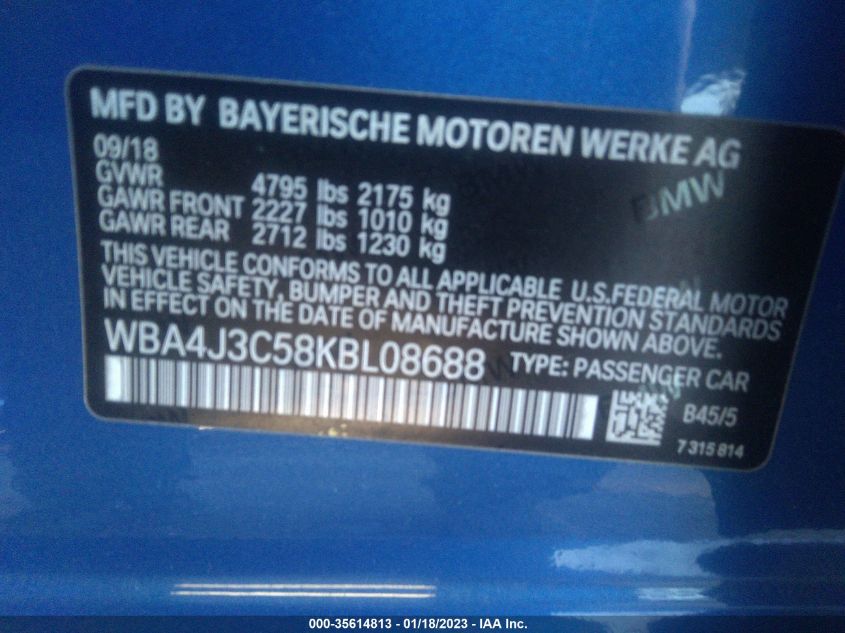 MFD BY BAYERISCHE MOTOREN WERKE AG
09/18
GVWR 4795 lbs 2175 kg
GAWR FRONT 2227 lbs 1010 kg
GAWR REAR 2712 lbs 1230 kg
BMW
THIS VEHICLE CONFORMS TO ALL APPLICABLE U.S.FEDERAL MOTOR
VEHICLE SAFETY, BUMPER AND THEFT PREVENTION STANDARDS
IN EFFECT ON THE DATE OF MANUFACTURE SHOWN ABOVE.
WBA4J3C58KBL08688 TYPE: PASSENGER CAR
B45/5
7315814
000-35614813 - 01/18/2023 - IAA Inc.